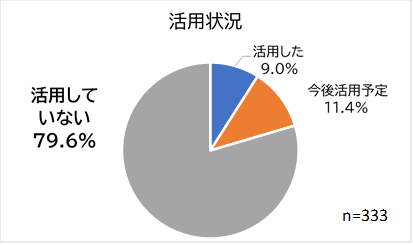 活用状況
活用した
9.0%
今後活用予定
11.4%
活用して
いない
79.6%
n=333